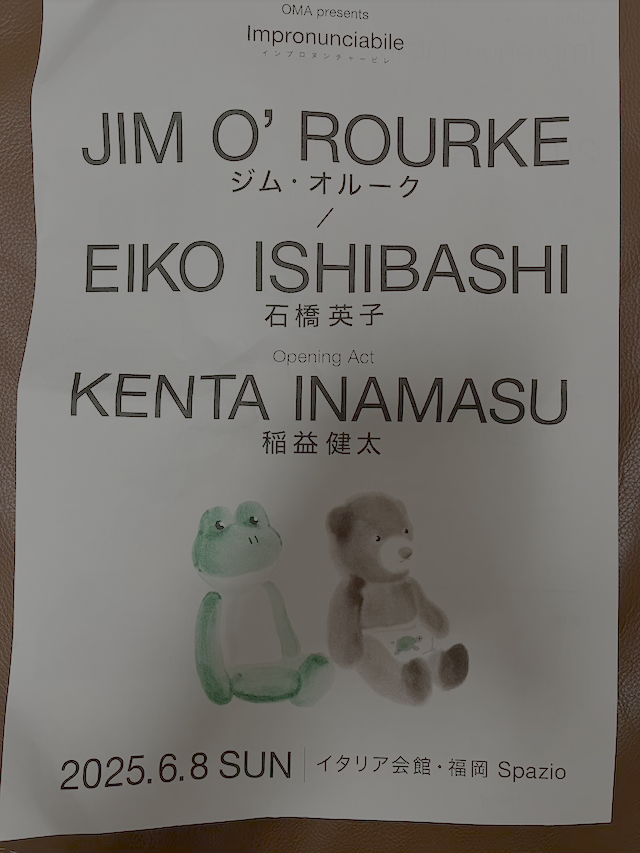 OMA presents
Impronunciabile
インプロヌンチャービレ
JIM O' ROURKE
ジム・オルーク
/
EIKO ISHIBASHI
石橋英子
Opening Act
KENTA INAMASU
稲益健太
2025.6.8 SUN | イタリア会館・福岡 Spazio